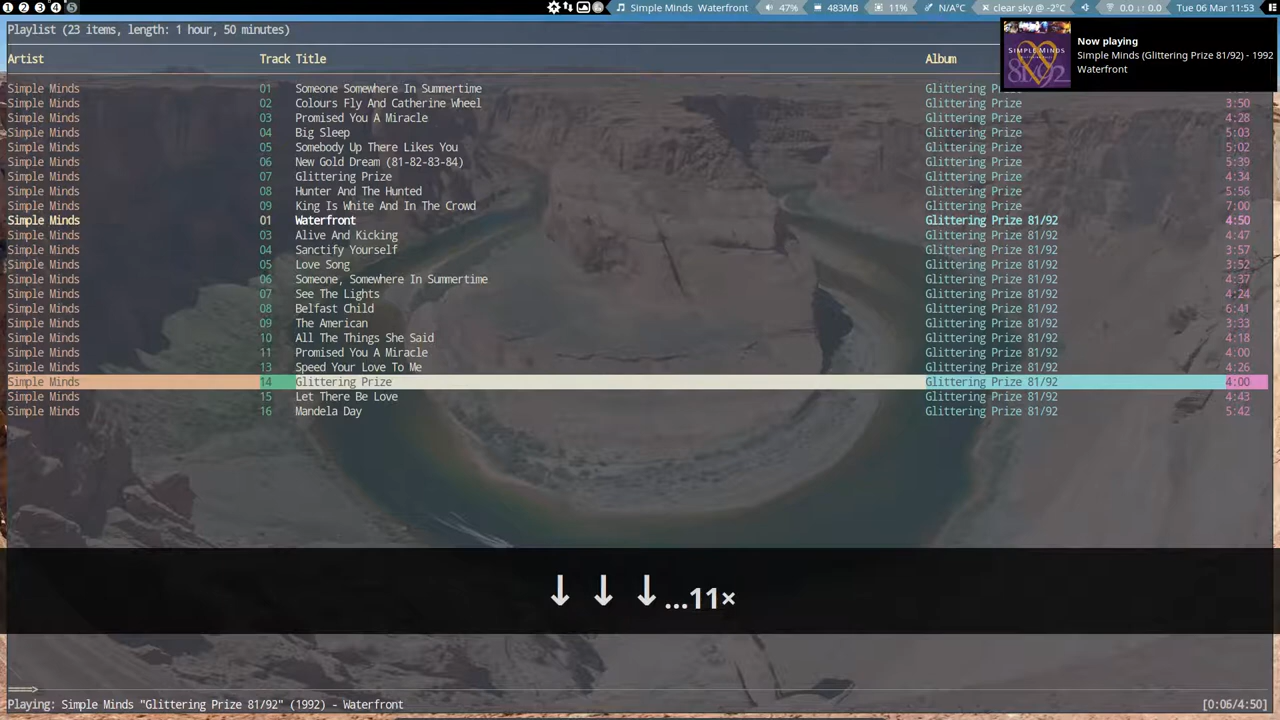 1 2 3 4 5 Simple Minds Waterfront 47% 483MB 11% N/A°C clear sky @ -2°C 0.0 ↓↑ 0.0 Tue 06 Mar 11:53
Playlist (23 items, length: 1 hour, 50 minutes)
SIMPLE MINDS
81/92
Now playing
Simple Minds (Glittering Prize 81/92) - 1992
Waterfront
Artist Track Title Album
Simple Minds 01 Someone Somewhere In Summertime Glittering
Simple Minds 02 Colours Fly And Catherine Wheel Glittering Prize 3:50
Simple Minds 03 Promised You A Miracle Glittering Prize 4:28
Simple Minds 04 Big Sleep Glittering Prize 5:03
Simple Minds 05 Somebody Up There Likes You Glittering Prize 5:02
Simple Minds 06 New Gold Dream (81-82-83-84) Glittering Prize 5:39
Simple Minds 07 Glittering Prize Glittering Prize 4:34
Simple Minds 08 Hunter And The Hunted Glittering Prize 5:56
Simple Minds 09 King Is White And In The Crowd Glittering Prize 7:00
Simple Minds 01 Waterfront Glittering Prize 81/92 4:50
Simple Minds 03 Alive And Kicking Glittering Prize 81/92 4:47
Simple Minds 04 Sanctify Yourself Glittering Prize 81/92 3:57
Simple Minds 05 Love Song Glittering Prize 81/92 3:52
Simple Minds 06 Someone, Somewhere In Summertime Glittering Prize 81/92 4:37
Simple Minds 07 See The Lights Glittering Prize 81/92 4:24
Simple Minds 08 Belfast Child Glittering Prize 81/92 6:41
Simple Minds 09 The American Glittering Prize 81/92 3:33
Simple Minds 10 All The Things She Said Glittering Prize 81/92 4:18
Simple Minds 11 Promised You A Miracle Glittering Prize 81/92 4:00
Simple Minds 13 Speed Your Love To Me Glittering Prize 81/92 4:26
Simple Minds 14 Glittering Prize Glittering Prize 81/92 4:00
Simple Minds 15 Let There Be Love Glittering Prize 81/92 4:43
Simple Minds 16 Mandela Day Glittering Prize 81/92 5:42
↓ ↓ ↓...11×
Playing: Simple Minds "Glittering Prize 81/92" (1992) - Waterfront [0:06/4:50]